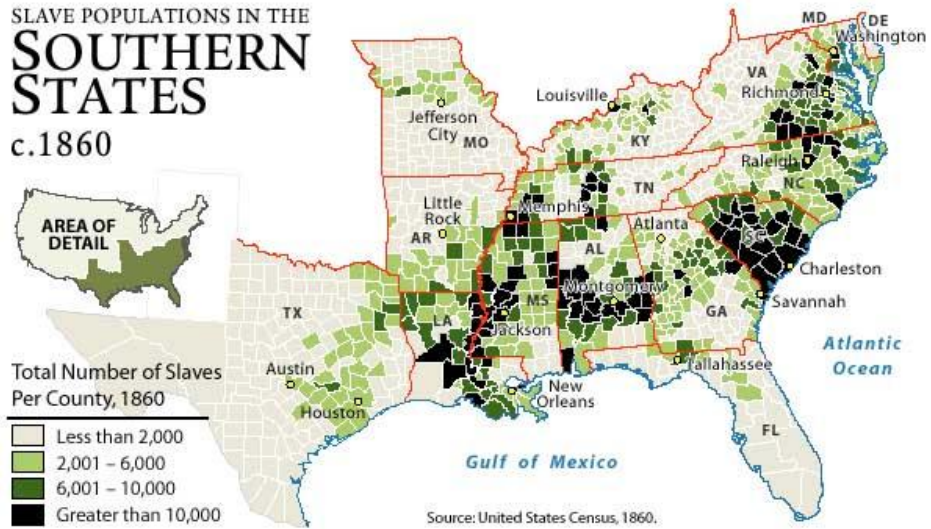 SLAVE POPULATIONS IN THE
SOUTHERN
STATES
c.1860
AREA OF
DETAIL
Total Number of Slaves
Per County, 1860
Less than 2,000
2,001 – 6,000
6,001 – 10,000
Greater than 10,000
MD
DE
Washington
VA
Richmond
Louisville
Jefferson
City
MO
KY
Raleigh
NC
TN
Memphis
Little
Rock
AR
Atlanta
AL
SC
Charleston
Montgomery
MS
GA
Savannah
TX
LA
Jackson
Atlantic
Ocean
Tallahassee
Austin
Houston
New
Orleans
FL
Gulf of Mexico
Source: United States Census, 1860.